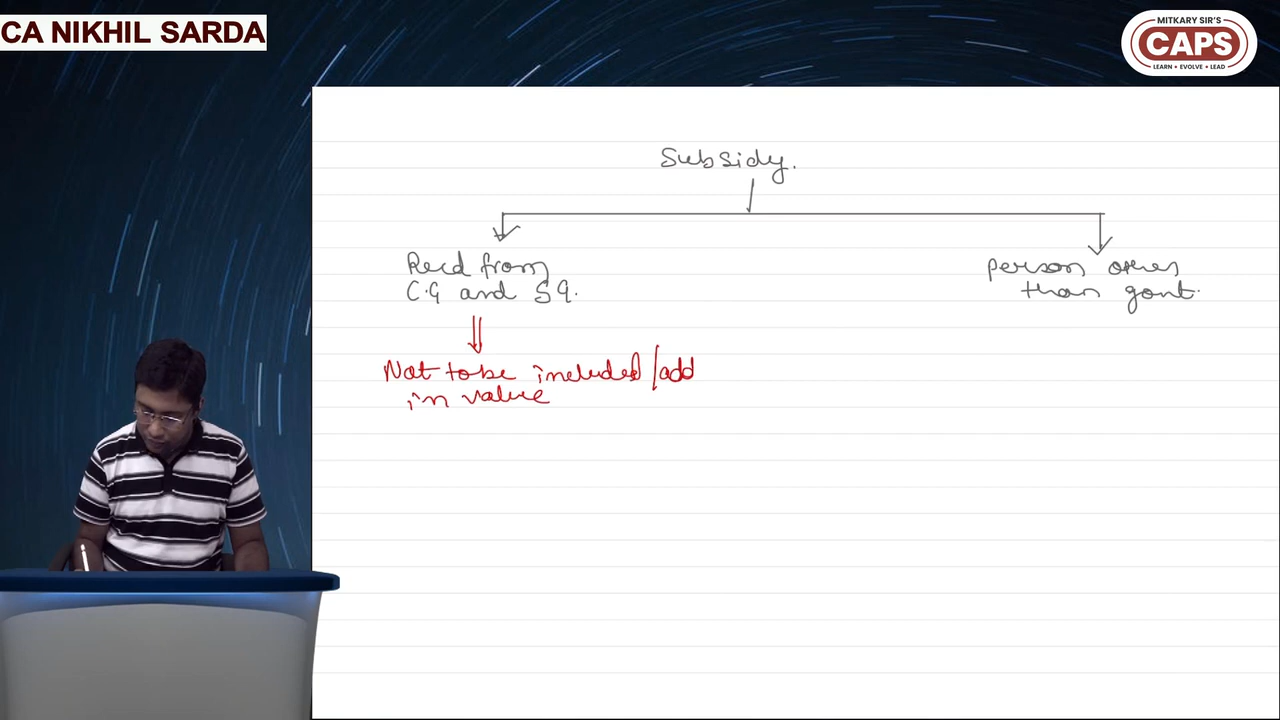 CA NIKHIL SARDA
MITKARY SIR'S
CAPS
LEARN • EVOLVE • LEAD
Subsidy.
Recd from
C.G and SG.
person other
than govt.
Not to be included/add
in value